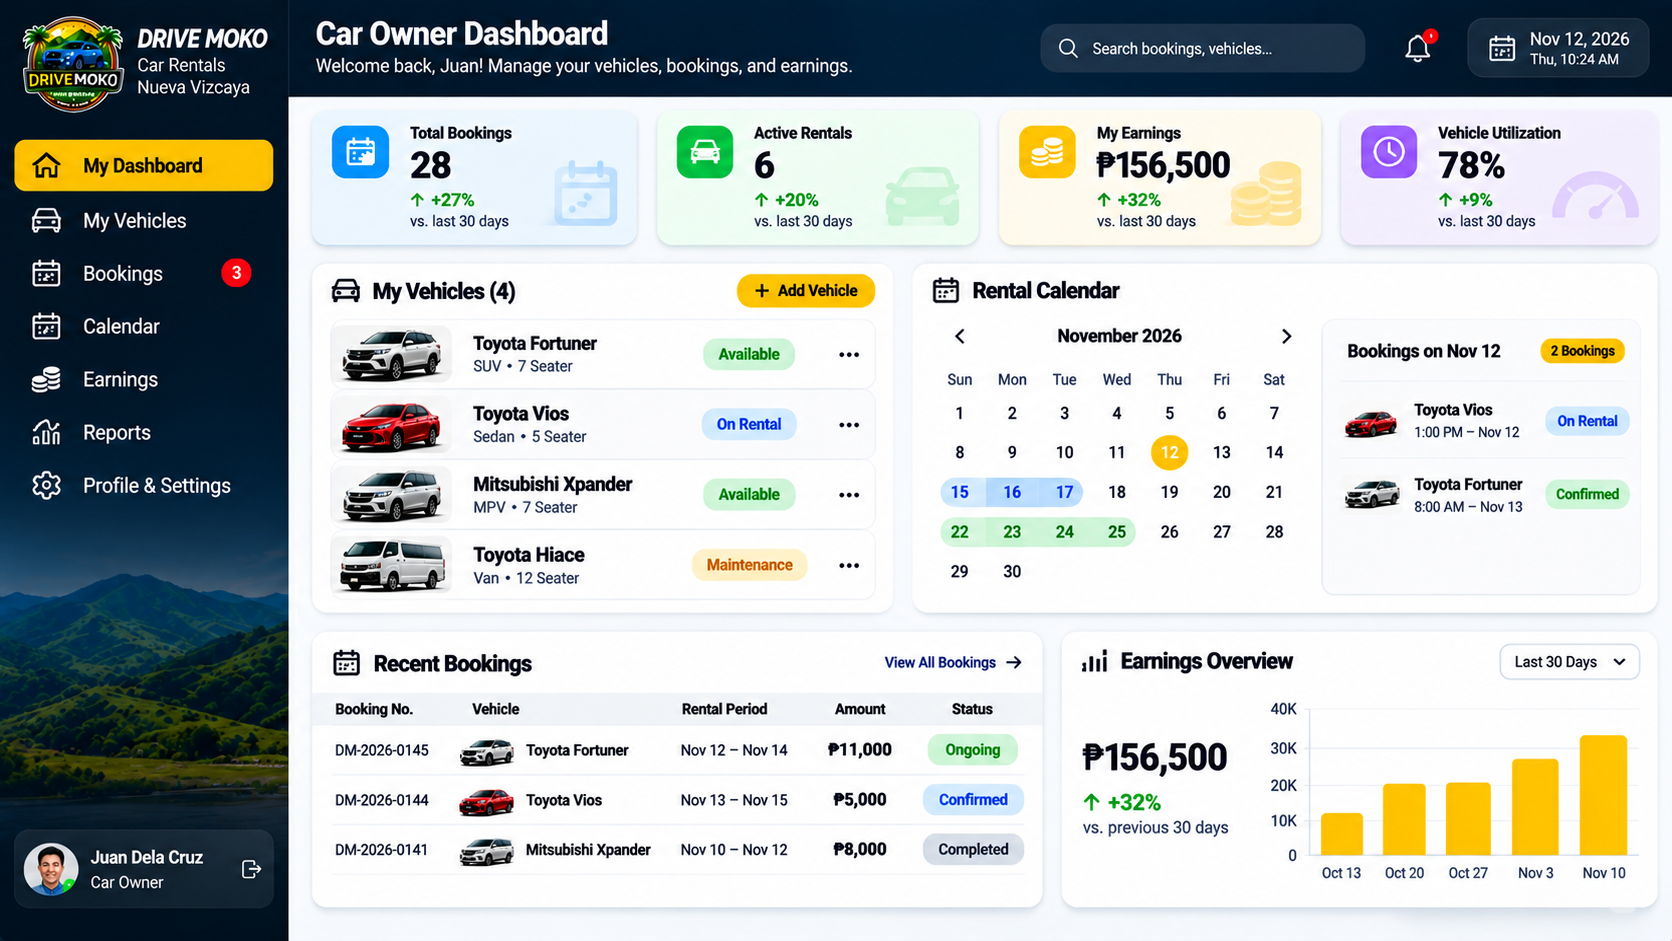 DRIVEMOKO
DRIVE MOKO
Car Rentals
Nueva Vizcaya
My Dashboard
My Vehicles
Bookings
3
Calendar
Earnings
Reports
Profile & Settings
Juan Dela Cruz
Car Owner
Car Owner Dashboard
Welcome back, Juan! Manage your vehicles, bookings, and earnings.
Search bookings, vehicles...
Nov 12, 2026
Thu, 10:24 AM
Total Bookings
28
↑ +27%
vs. last 30 days
Active Rentals
6
↑ +20%
vs. last 30 days
My Earnings
₱156,500
↑ +32%
vs. last 30 days
Vehicle Utilization
78%
↑ +9%
vs. last 30 days
My Vehicles (4)
+ Add Vehicle
Toyota Fortuner
SUV • 7 Seater
Available
Toyota Vios
Sedan • 5 Seater
On Rental
Mitsubishi Xpander
MPV • 7 Seater
Available
Toyota Hiace
Van • 12 Seater
Maintenance
Rental Calendar
November 2026
Sun Mon Tue Wed Thu Fri Sat
1 2 3 4 5 6 7
8 9 10 11 12 13 14
15 16 17 18 19 20 21
22 23 24 25 26 27 28
29 30
Bookings on Nov 12
2 Bookings
Toyota Vios
1:00 PM – Nov 12
On Rental
Toyota Fortuner
8:00 AM – Nov 13
Confirmed
Recent Bookings
View All Bookings →
Booking No. Vehicle Rental Period Amount Status
DM-2026-0145 Toyota Fortuner Nov 12 – Nov 14 ₱11,000 Ongoing
DM-2026-0144 Toyota Vios Nov 13 – Nov 15 ₱5,000 Confirmed
DM-2026-0141 Mitsubishi Xpander Nov 10 – Nov 12 ₱8,000 Completed
Earnings Overview
Last 30 Days
₱156,500
↑ +32%
vs. previous 30 days
40K
30K
20K
10K
0
Oct 13 Oct 20 Oct 27 Nov 3 Nov 10